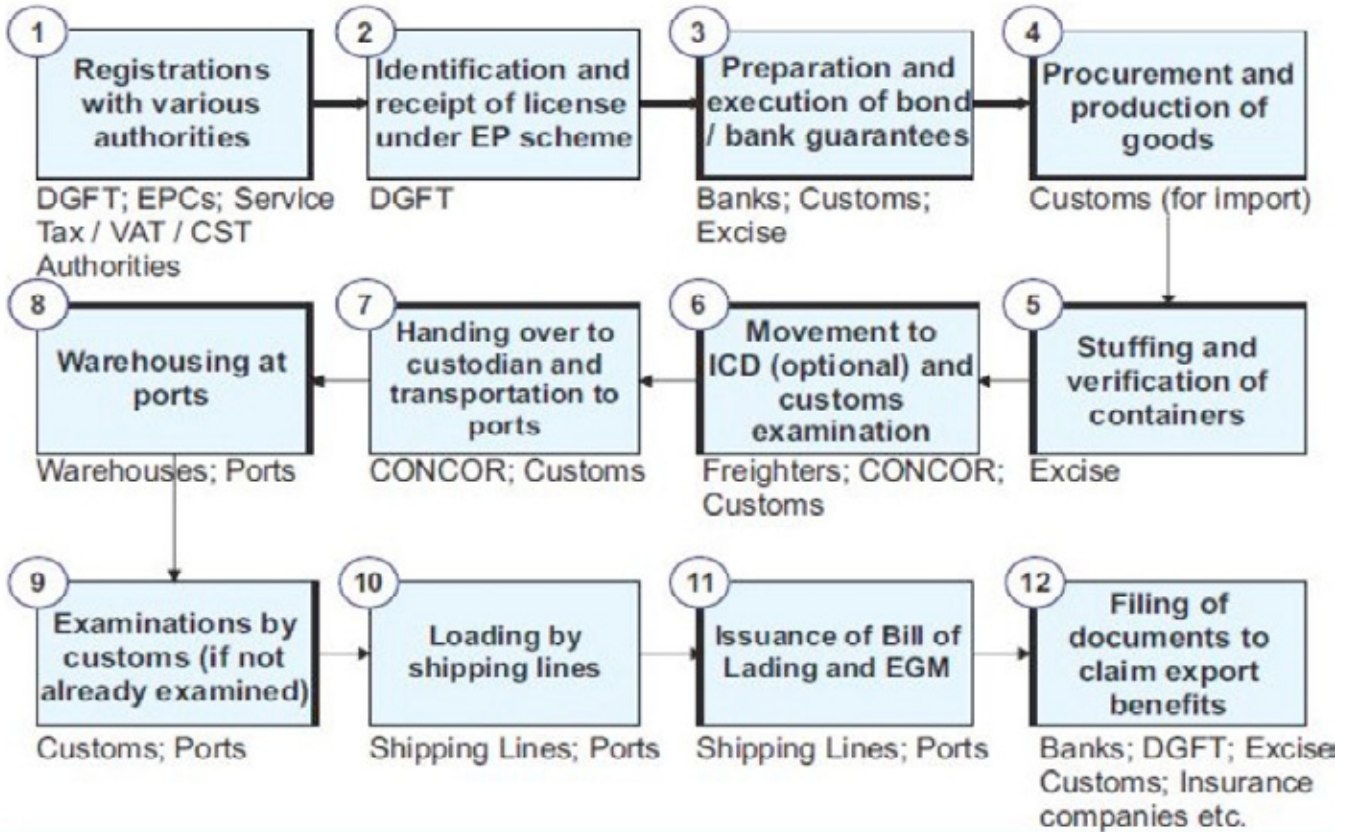 1
Registrations
with various
authorities
DGFT; EPCs; Service
Tax / VAT / CST
Authorities
2
Identification and
receipt of license
under EP scheme
DGFT
3
Preparation and
execution of bond
/ bank guarantees
Banks; Customs;
Excise
4
Procurement and
production of
goods
Customs (for import)
8
Warehousing at
ports
Warehouses; Ports
7
Handing over to
custodian and
transportation to
ports
CONCOR; Customs
6
Movement to
ICD (optional) and
customs
examination
Freighters; CONCOR;
Customs
5
Stuffing and
verification of
containers
Excise
9
Examinations by
customs (if not
already examined)
Customs; Ports
10
Loading by
shipping lines
Shipping Lines; Ports
11
Issuance of Bill of
Lading and EGM
Shipping Lines; Ports
12
Filing of
documents to
claim export
benefits
Banks; DGFT; Excise
Customs; Insurance
companies etc.